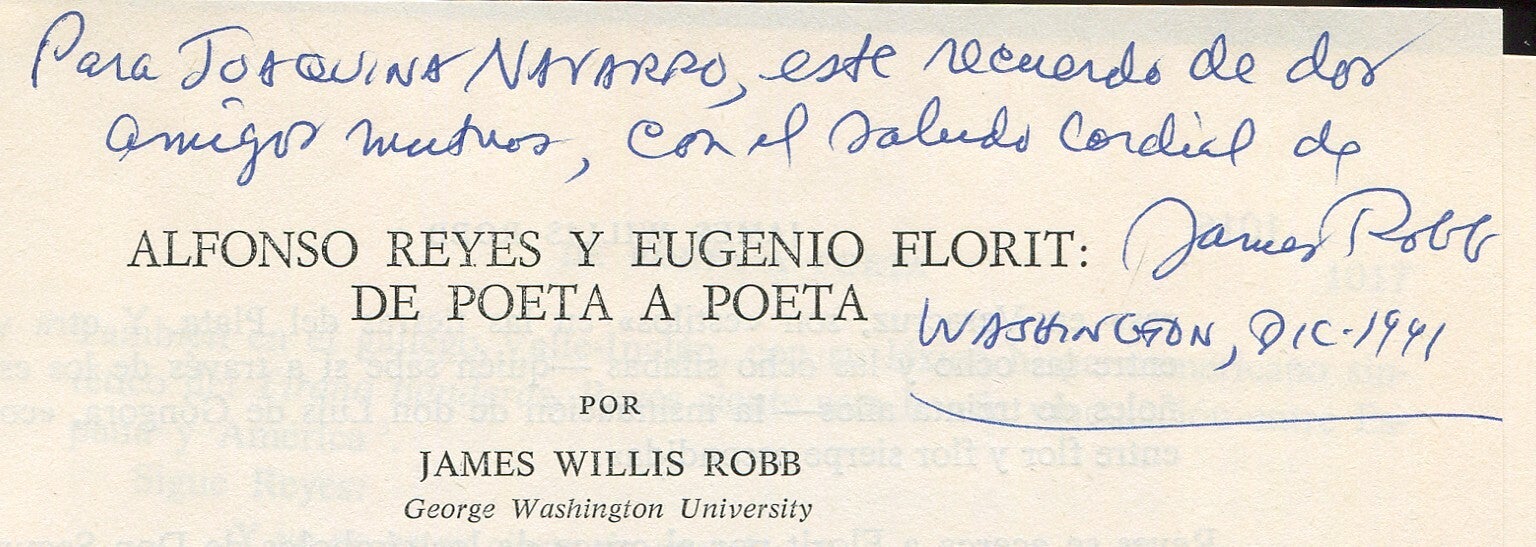 Para JOAQUINA NAVARRO, este recuerdo de dos
amigos mutuos, con el saludo cordial de
James Robb
WASHINGTON, DIC-1991
ALFONSO REYES Y EUGENIO FLORIT:
DE POETA A POETA
POR
JAMES WILLIS ROBB
George Washington University